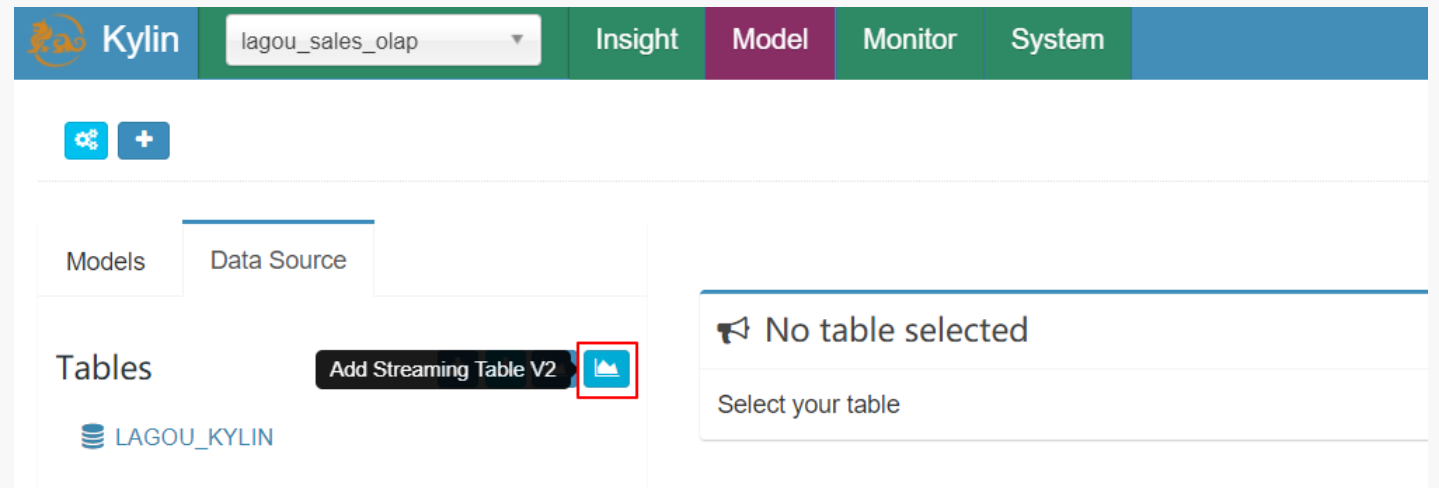 Kylin lagou_sales_olap Insight Model Monitor System
Models Data Source
No table selected
Tables Add Streaming Table V2
Select your table
LAGOU_KYLIN